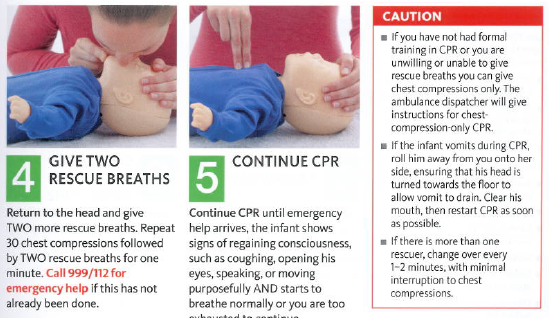 4
GIVE TWO
RESCUE BREATHS
Return to the head and give
TWO more rescue breaths. Repeat
30 chest compressions followed
by TWO rescue breaths for one
minute. Call 999/112 for
emergency help if this has not
already been done.
5
CONTINUE CPR
Continue CPR until emergency
help arrives, the infant shows
signs of regaining consciousness,
such as coughing, opening his
eyes, speaking, or moving
purposefully AND starts to
breathe normally or you are too
exhausted to continue.
CAUTION
■ If you have not had formal
training in CPR or you are
unwilling or unable to give
rescue breaths you can give
chest compressions only. The
ambulance dispatcher will give
instructions for chest-
compression-only CPR.
■ If the infant vomits during CPR,
roll him away from you onto her
side, ensuring that his head is
turned towards the floor to
allow vomit to drain. Clear his
mouth, then restart CPR as soon
as possible.
■ If there is more than one
rescuer, change over every
1–2 minutes, with minimal
interruption to chest
compressions.